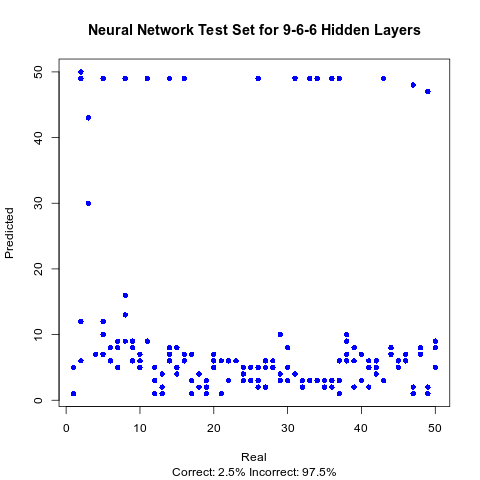 Neural Network Test Set for 9-6-6 Hidden Layers
Predicted
50
40
30
20
10
0
0 10 20 30 40 50
Real
Correct: 2.5% Incorrect: 97.5%